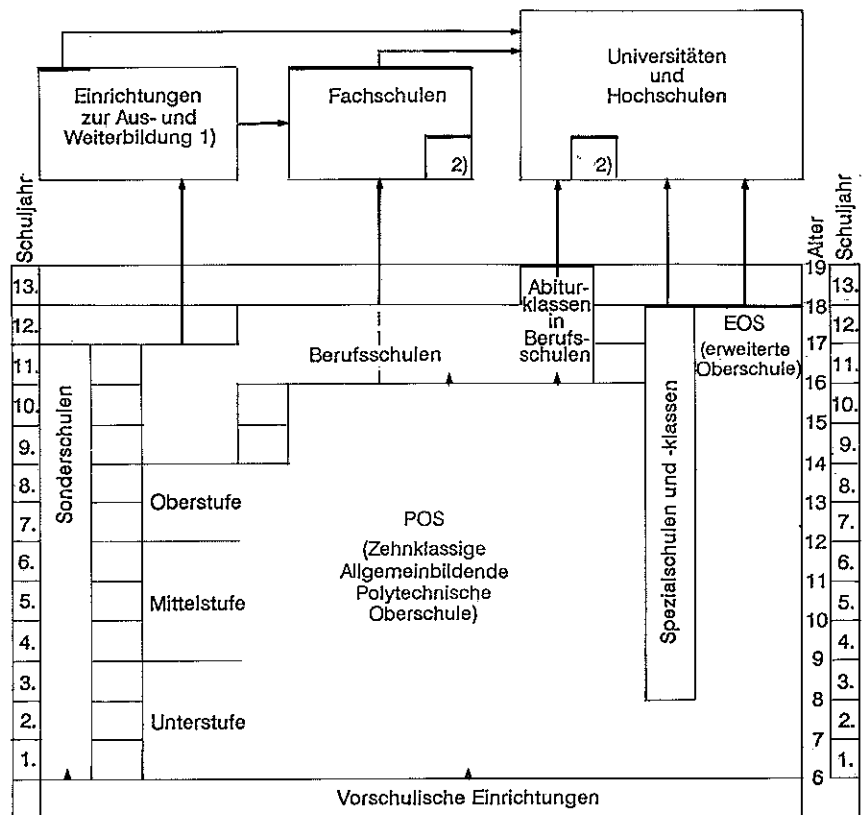 Einrichtungen
zur Aus- und
Weiterbildung 1)
Fachschulen
2)
Universitäten
und
Hochschulen
2)
Schuljahr
13.
12.
11.
10.
9.
8.
7.
6.
5.
4.
3.
2.
1.
Sonderschulen
Oberstufe
Mittelstufe
Unterstufe
Berufsschulen
Abitur-
klassen
in
Berufs-
schulen
POS
(Zehnklassige
Allgemeinbildende
Polytechnische
Oberschule)
Spezialschulen und -klassen
EOS
(erweiterte
Oberschule)
Alter
19
18
17
16
15
14
13
12
11
10
9
8
7
6
Schuljahr
13.
12.
11.
10.
9.
8.
7.
6.
5.
4.
3.
2.
1.
Vorschulische Einrichtungen